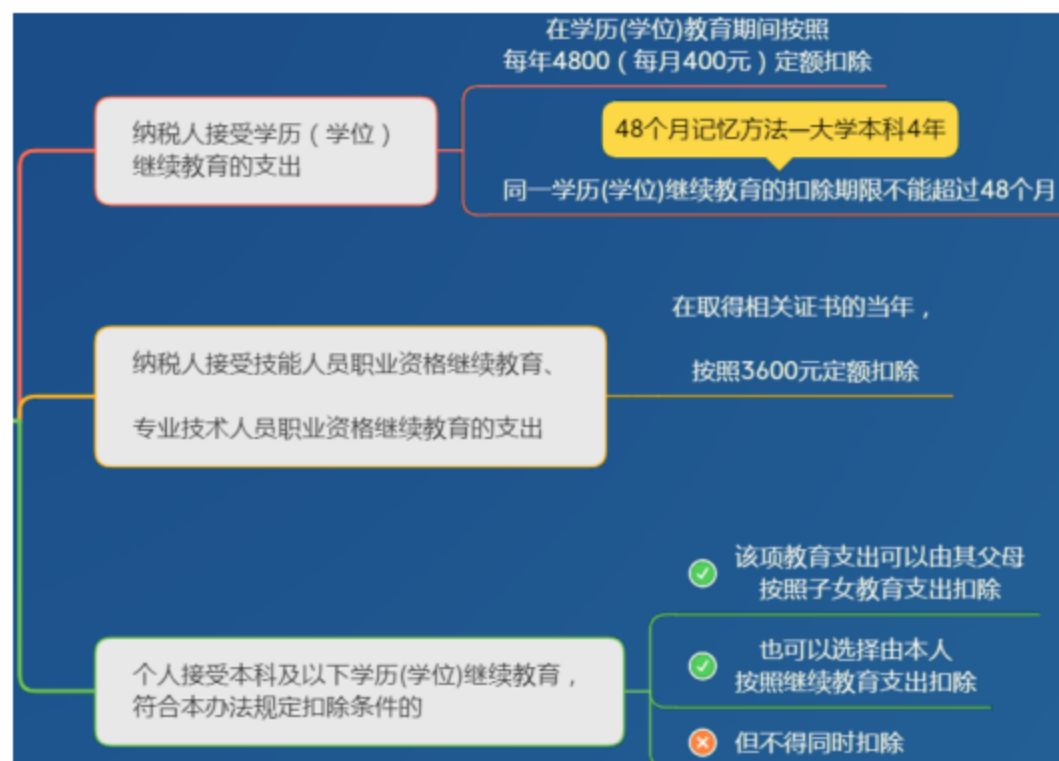 在学历(学位)教育期间按照
每年4800（每月400元）定额扣除
纳税人接受学历（学位）
继续教育的支出
48个月记忆方法—大学本科4年
同一学历(学位)继续教育的扣除期限不能超过48个月
在取得相关证书的当年，
按照3600元定额扣除
纳税人接受技能人员职业资格继续教育、
专业技术人员职业资格继续教育的支出
该项教育支出可以由其父母
按照子女教育支出扣除
个人接受本科及以下学历(学位)继续教育，
符合本办法规定扣除条件的
也可以选择由本人
按照继续教育支出扣除
但不得同时扣除